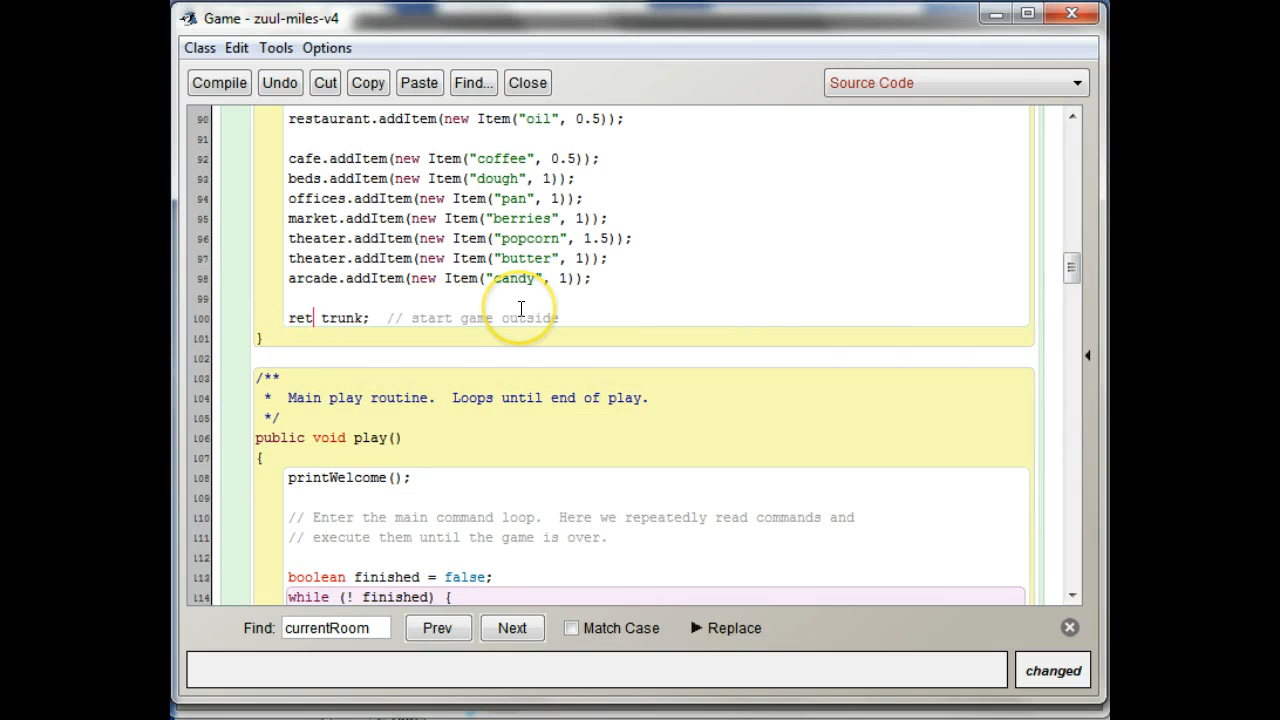 Game - zuul-miles-v4
Class Edit Tools Options
Compile Undo Cut Copy Paste Find... Close Source Code
90 restaurant.addItem(new Item("oil", 0.5));
91
92 cafe.addItem(new Item("coffee", 0.5));
93 beds.addItem(new Item("dough", 1));
94 offices.addItem(new Item("pan", 1));
95 market.addItem(new Item("berries", 1));
96 theater.addItem(new Item("popcorn", 1.5));
97 theater.addItem(new Item("butter", 1));
98 arcade.addItem(new Item("candy", 1));
99
100 ret trunk;  // start game outside
101 }
102
103 /**
104 * Main play routine.  Loops until end of play.
105 */
106 public void play()
107 {
108 printWelcome();
109
110 // Enter the main command loop.  Here we repeatedly read commands and
111 // execute them until the game is over.
112
113 boolean finished = false;
114 while (! finished) {
Find: currentRoom Prev Next Match Case Replace
changed